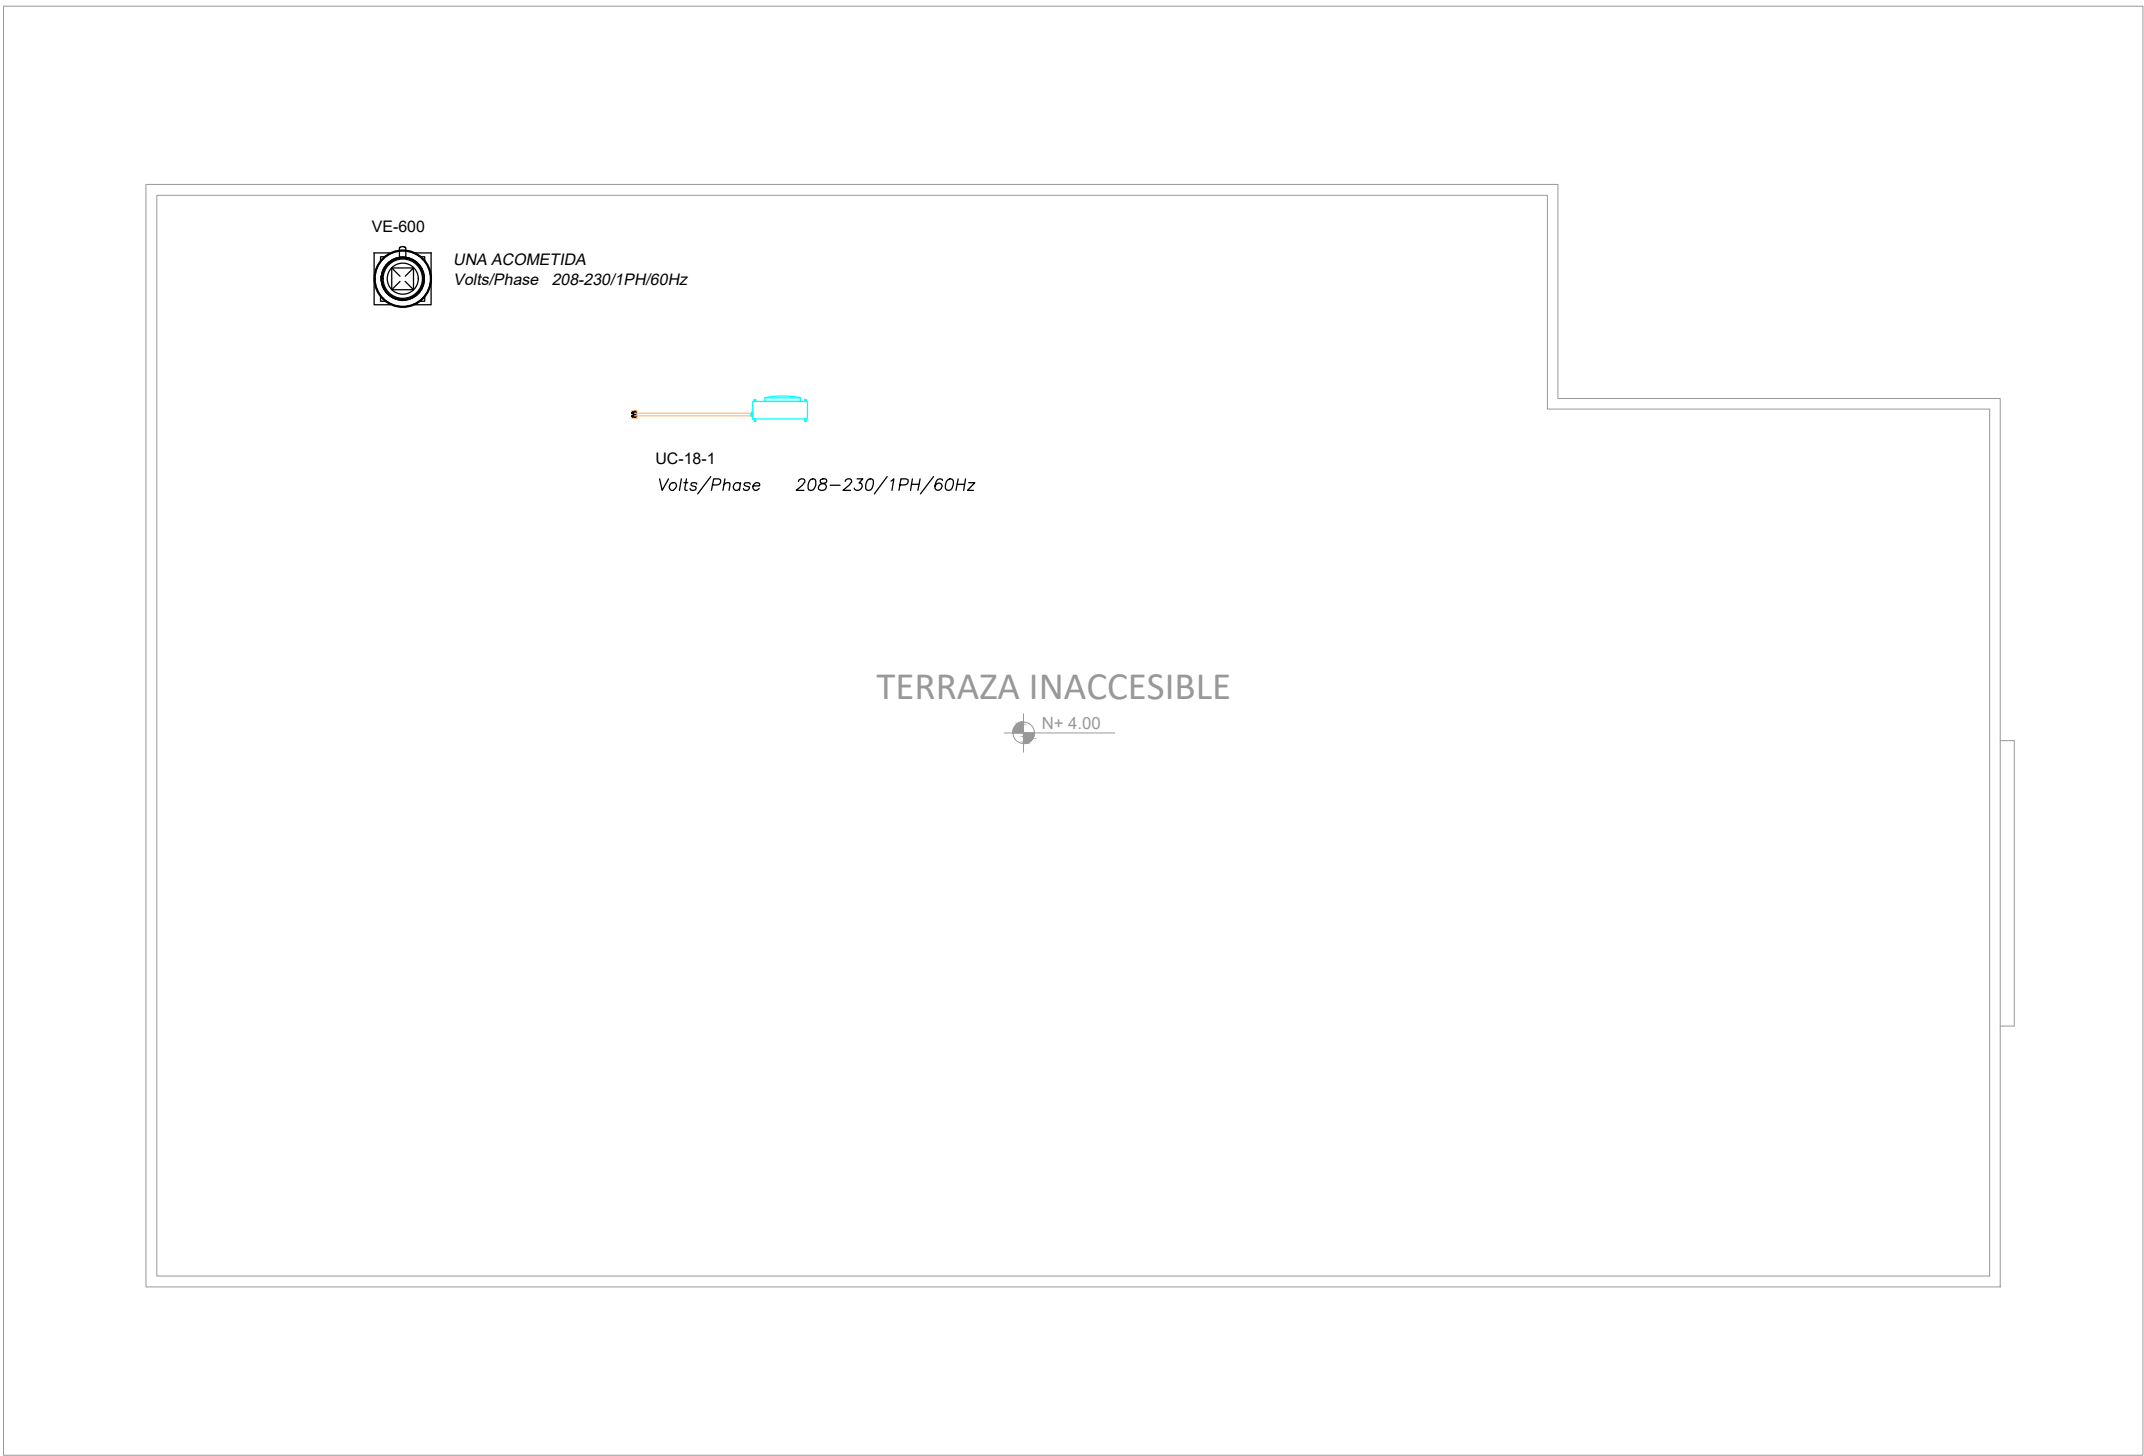 VE-600
UNA ACOMETIDA
Volts/Phase 208-230/1PH/60Hz
UC-18-1
Volts/Phase 208-230/1PH/60Hz
TERRAZA INACCESIBLE
N+ 4.00